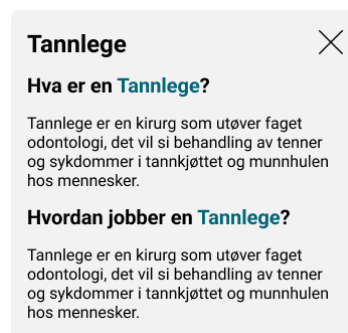 Tannlege
Hva er en Tannlege?
Tannlege er en kirurg som utøver faget
odontologi, det vil si behandling av tenner
og sykdommer i tannkjøttet og munnhulen
hos mennesker.
Hvordan jobber en Tannlege?
Tannlege er en kirurg som utøver faget
odontologi, det vil si behandling av tenner
og sykdommer i tannkjøttet og munnhulen
hos mennesker.